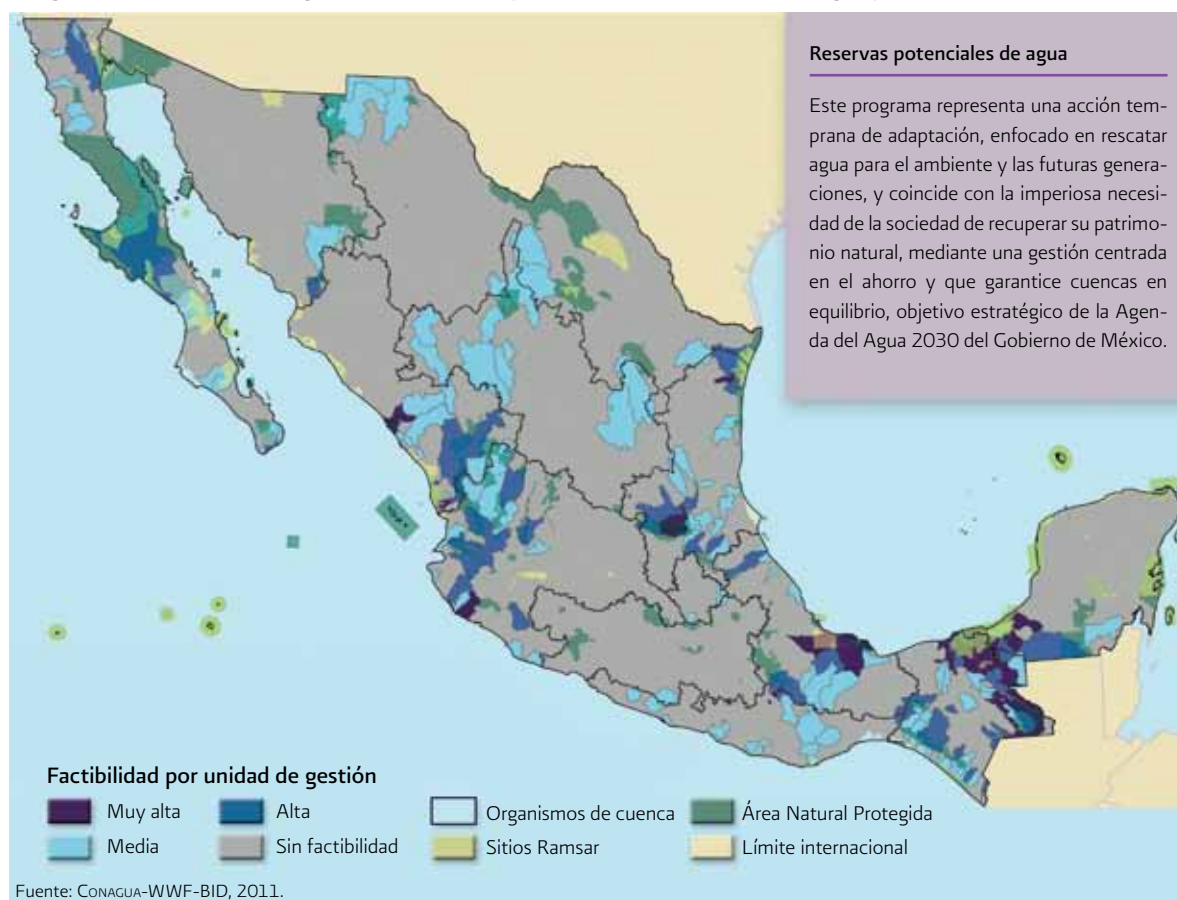 Reservas potenciales de agua
Este programa representa una acción tem-
prana de adaptación, enfocado en rescatar
agua para el ambiente y las futuras genera-
ciones, y coincide con la imperiosa necesi-
dad de la sociedad de recuperar su patrimo-
nio natural, mediante una gestión centrada
en el ahorro y que garantice cuencas en
equilibrio, objetivo estratégico de la Agen-
da del Agua 2030 del Gobierno de México.
Factibilidad por unidad de gestión
Muy alta
Alta
Organismos de cuenca
Área Natural Protegida
Media
Sin factibilidad
Sitios Ramsar
Límite internacional
Fuente: CONAGUA-WWF-BID, 2011.